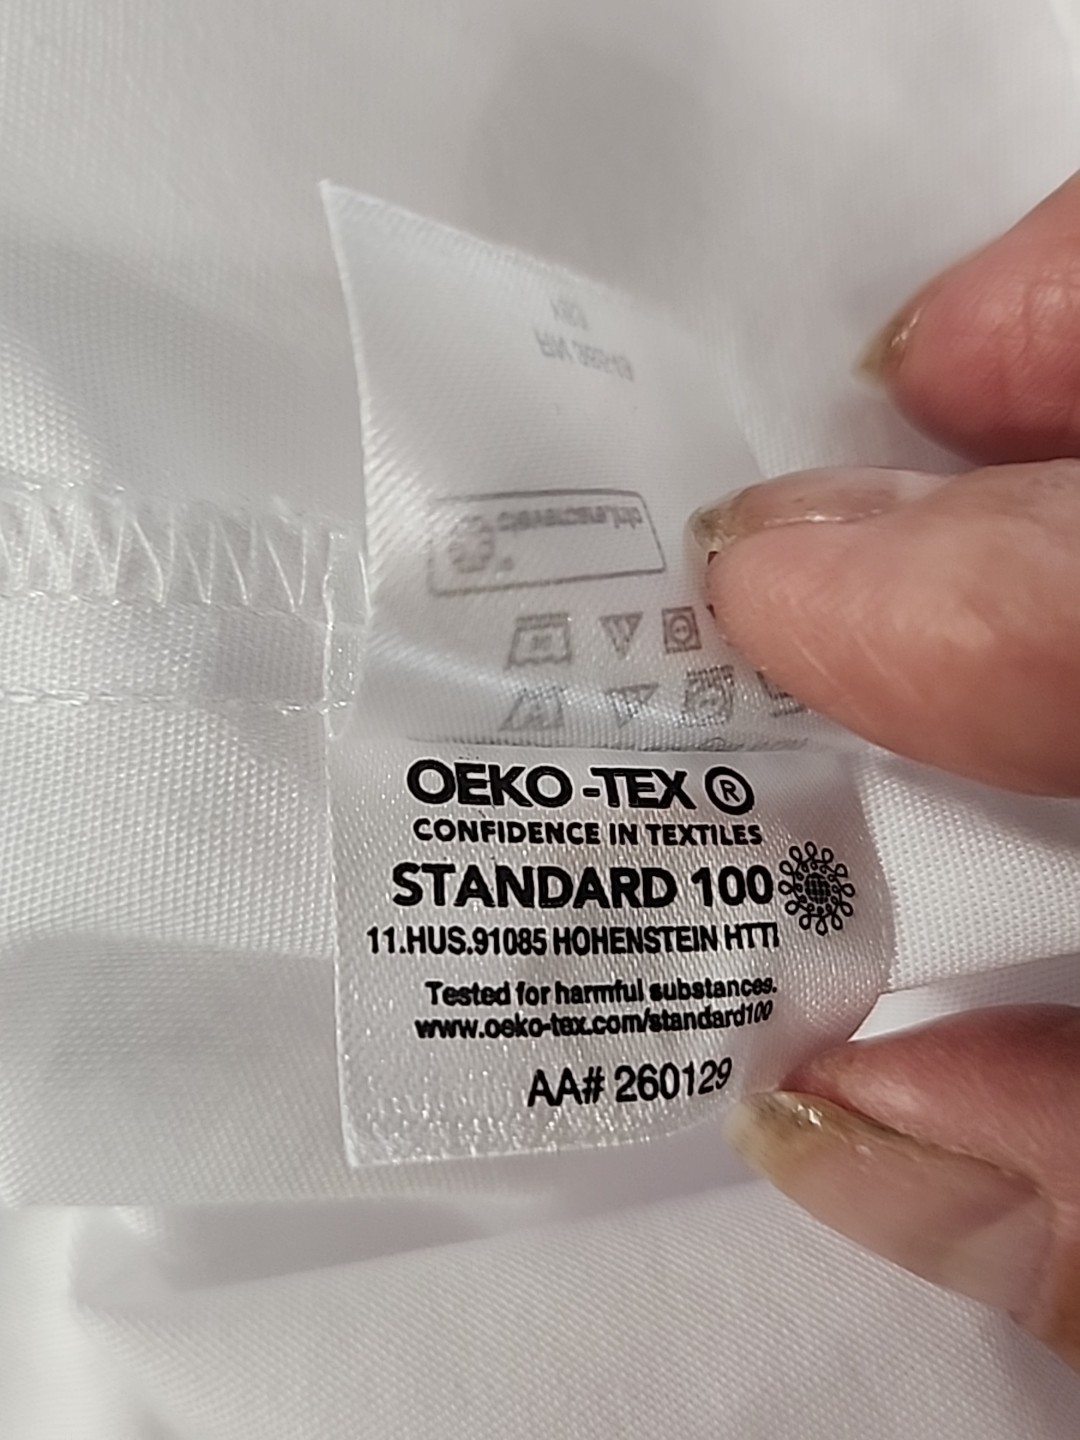 OEKO-TEX ®
CONFIDENCE IN TEXTILES
STANDARD 100
11.HUS.91085 HOHENSTEIN HTTI
Tested for harmful substances.
www.oeko-tex.com/standard100
AA# 260129